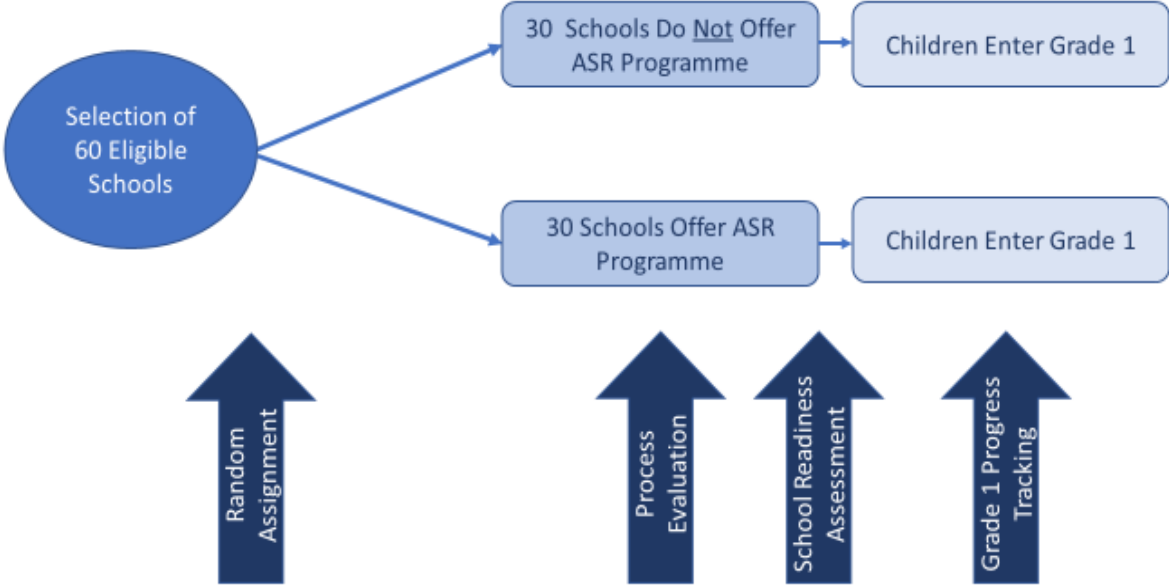 Selection of
60 Eligible
Schools
30 Schools Do Not Offer
ASR Programme
Children Enter Grade 1
30 Schools Offer ASR
Programme
Children Enter Grade 1
Random
Assignment
Process
Evaluation
School Readiness
Assessment
Grade 1 Progress
Tracking